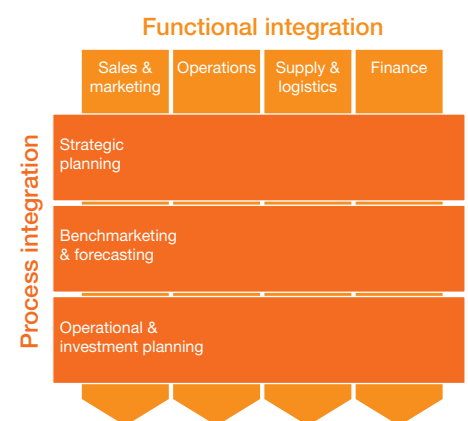 Functional integration
Sales &
marketing
Operations
Supply &
logistics
Finance
Process integration
Strategic
planning
Benchmarketing
& forecasting
Operational &
investment planning